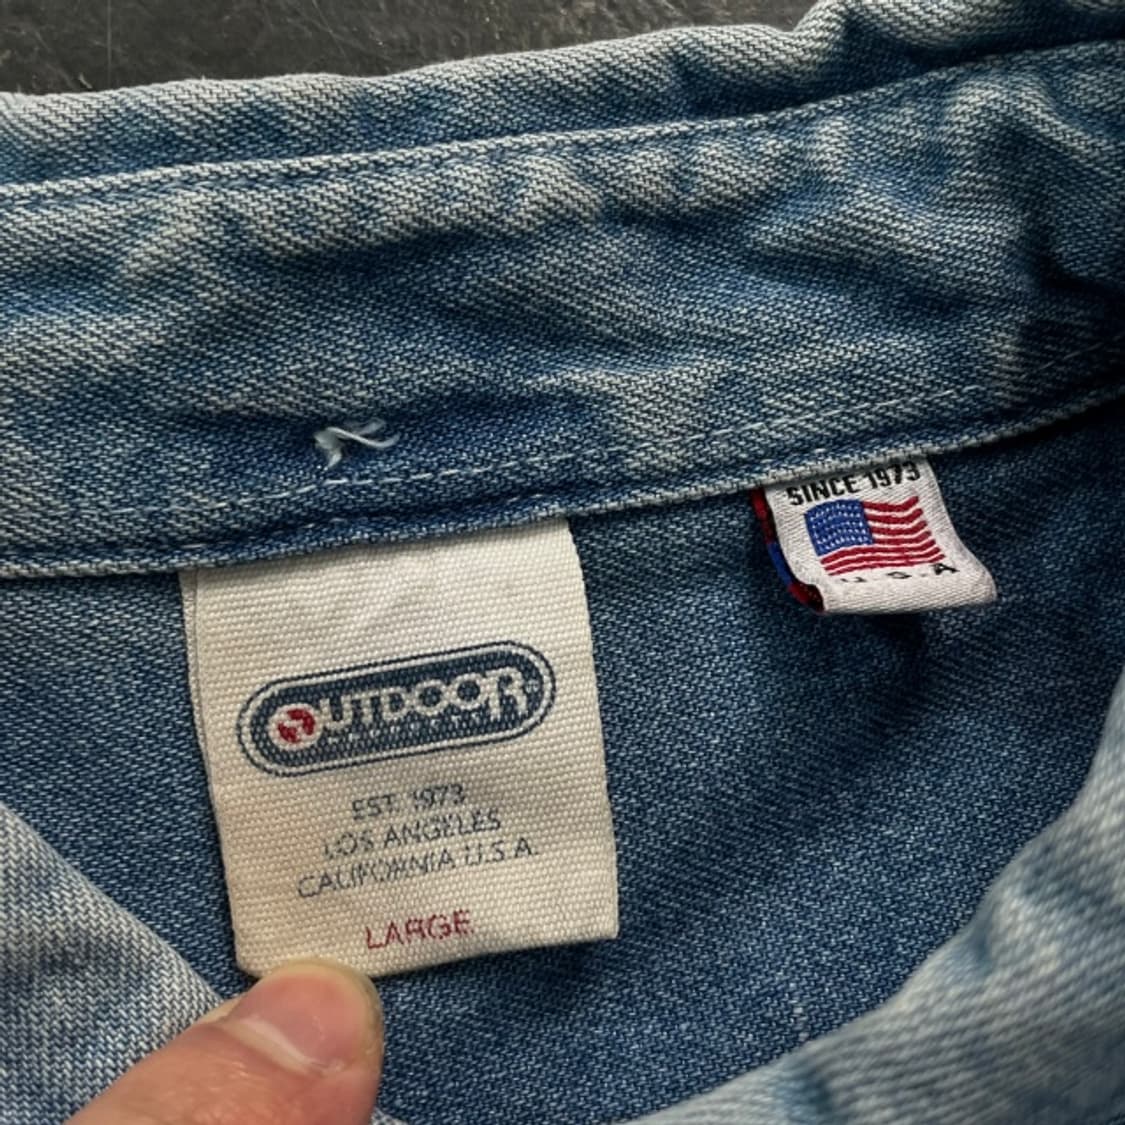 OUTDOOR
EST. 1973
LOS ANGELES
CALIFORNIA U.S.A.
LARGE
SINCE 1973
U.S.A